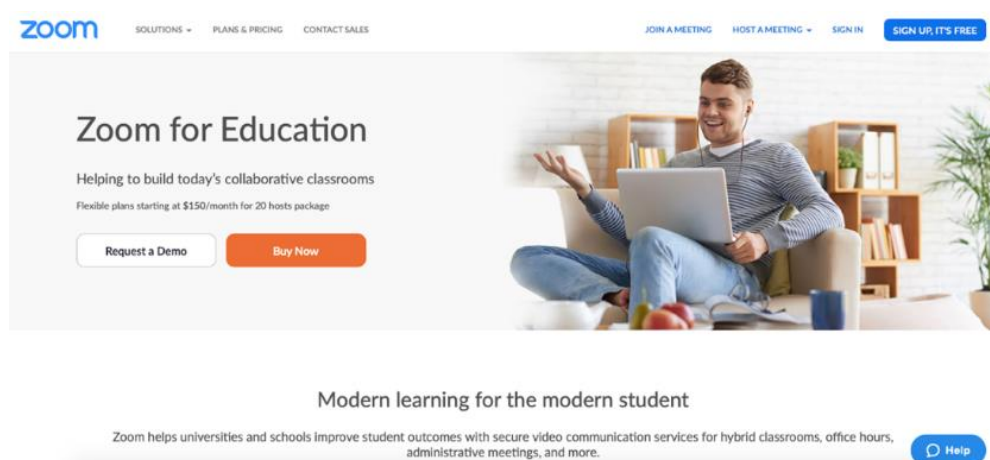 zoom
SOLUTIONS
PLANS & PRICING
CONTACT SALES
JOIN A MEETING
HOST A MEETING
SIGN IN
SIGN UP, IT'S FREE
Zoom for Education
Helping to build today's collaborative classrooms
Flexible plans starting at $150/month for 20 hosts package
Request a Demo
Buy Now
Modern learning for the modern student
Zoom helps universities and schools improve student outcomes with secure video communication services for hybrid classrooms, office hours,
administrative meetings, and more.
Help